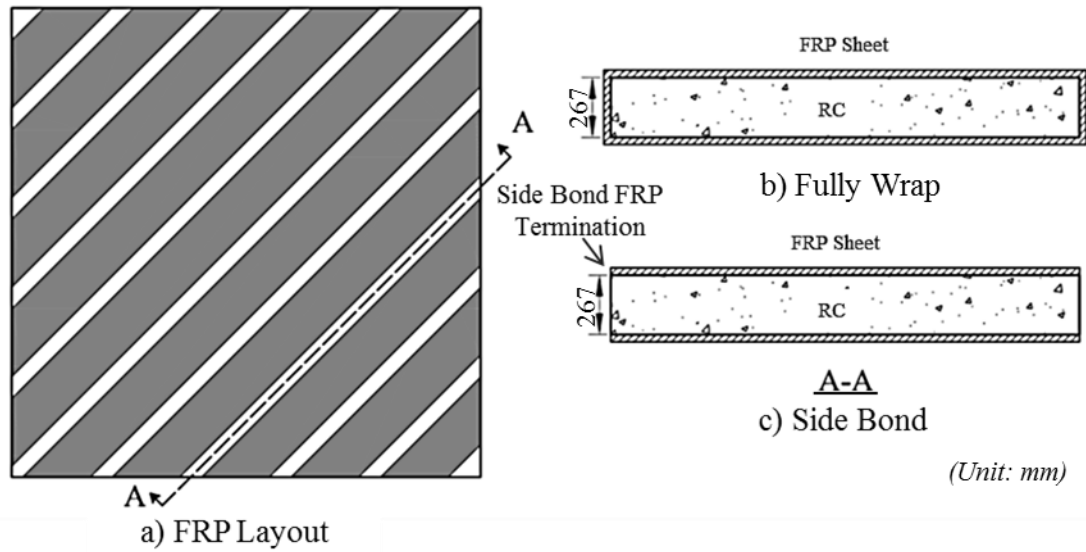 A
A
a) FRP Layout
FRP Sheet
267
RC
b) Fully Wrap
Side Bond FRP
Termination
FRP Sheet
267
RC
A-A
c) Side Bond
(Unit: mm)